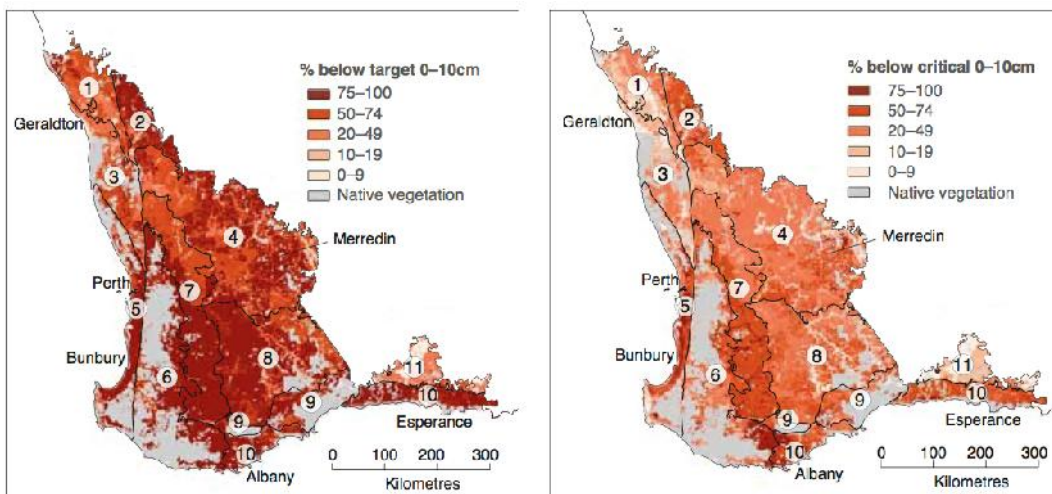 % below target 0–10cm
75–100
50–74
20–49
10–19
0–9
Native vegetation
1
2
3
4
5
6
7
8
9
9
10
10
11
Geraldton
Merredin
Perth
Bunbury
Esperance
Albany
0 100 200 300
Kilometres
% below critical 0–10cm
75–100
50–74
20–49
10–19
0–9
Native vegetation
1
2
3
4
5
6
7
8
9
9
10
10
11
Geraldton
Merredin
Perth
Bunbury
Esperance
Albany
0 100 200 300
Kilometres